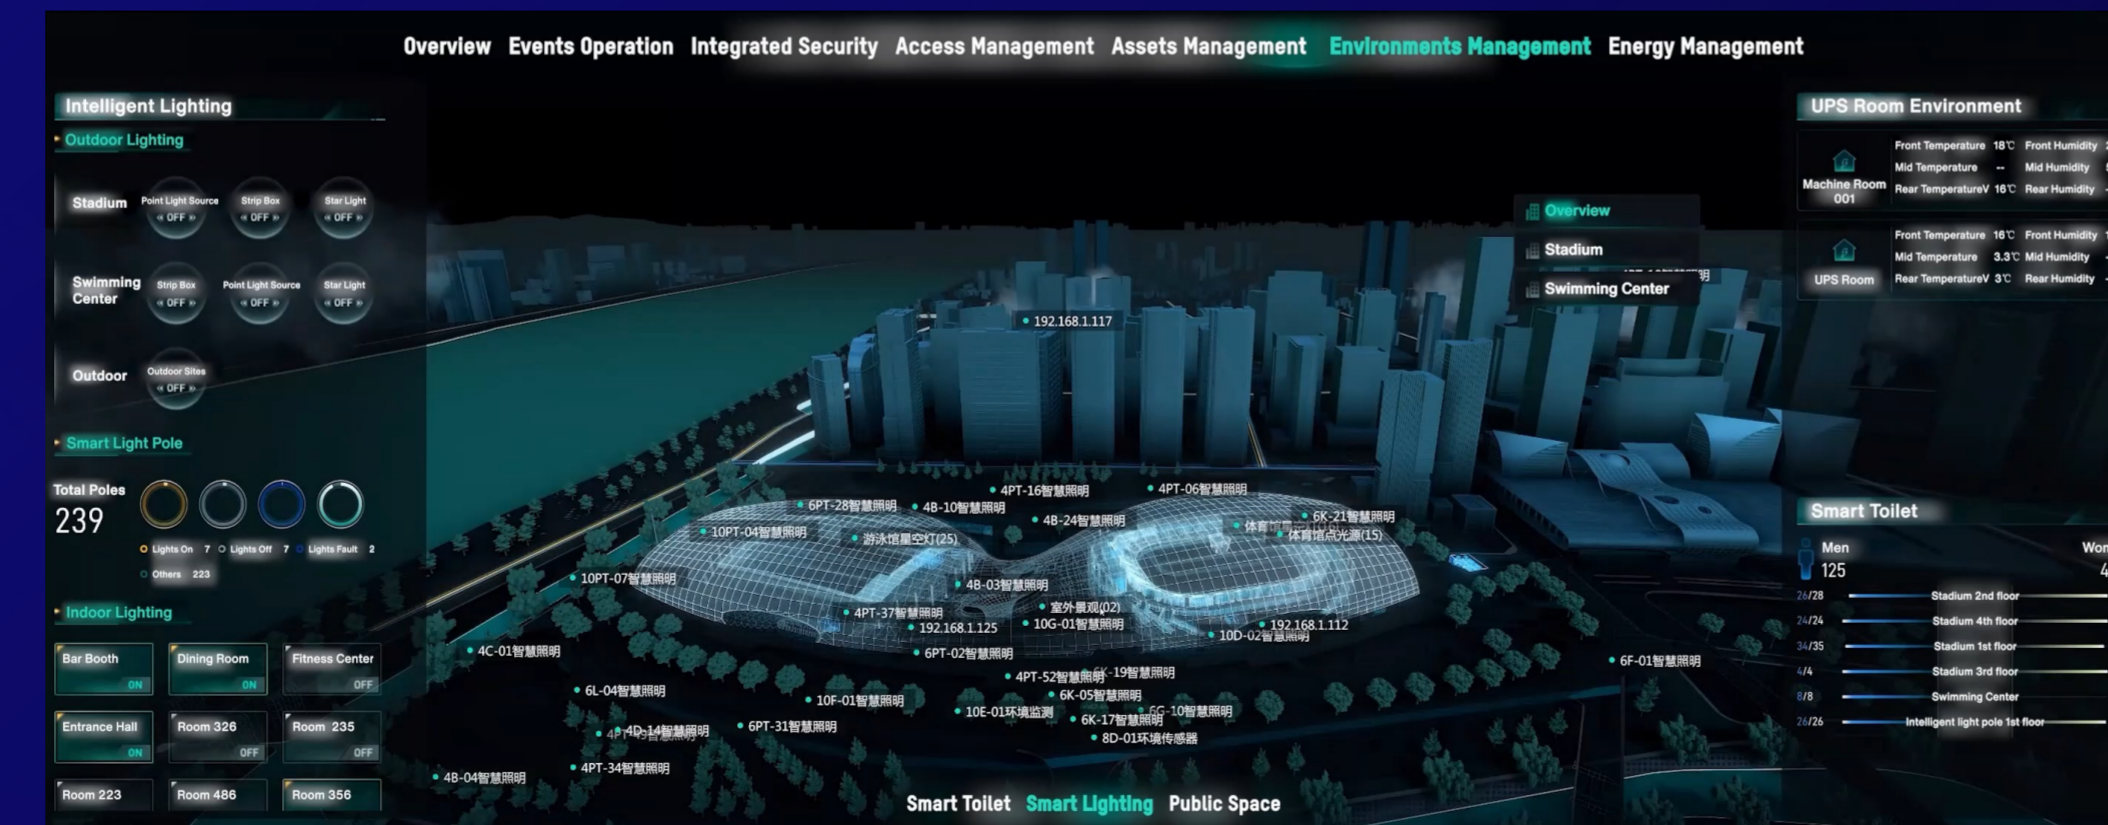 Overview Events Operation Integrated Security Access Management Assets Management Environments Management Energy Management
Intelligent Lighting
Outdoor Lighting
Stadium
Point Light Source
OFF
Strip Box
OFF
Star Light
OFF
Swimming Center
Strip Box
OFF
Point Light Source
OFF
Star Light
OFF
Outdoor
Outdoor Sites
OFF
Smart Light Pole
Total Poles
239
Lights On 7 Lights Off 7 Lights Fault 2
Others 223
Indoor Lighting
Bar Booth
ON
Dining Room
ON
Fitness Center
OFF
Entrance Hall
ON
Room 326
OFF
Room 235
OFF
Room 223
Room 486
Room 356
Overview
Stadium
Swimming Center
192.168.1.117
4PT-16智慧照明
4PT-06智慧照明
6PT-28智慧照明
4B-10智慧照明
4B-24智慧照明
6K-21智慧照明
10PT-04智慧照明
游泳馆星空灯(25)
体育馆点光源(15)
10PT-07智慧照明
4B-03智慧照明
4PT-37智慧照明
室外景观(02)
192.168.1.125
10G-01智慧照明
192.168.1.112
10D-02智慧照明
4C-01智慧照明
6PT-02智慧照明
6F-01智慧照明
4PT-52智慧照明
6K-19智慧照明
6L-04智慧照明
10F-01智慧照明
6K-05智慧照明
10E-01环境监测
6K-17智慧照明
6G-10智慧照明
4D-14智慧照明
6PT-31智慧照明
8D-01环境传感器
4PT-34智慧照明
4B-04智慧照明
Smart Toilet Smart Lighting Public Space
UPS Room Environment
Machine Room 001
Front Temperature 18℃ Front Humidity
Mid Temperature -- Mid Humidity
Rear TemperatureV 16℃ Rear Humidity
UPS Room
Front Temperature 16℃ Front Humidity
Mid Temperature 3.3℃ Mid Humidity
Rear TemperatureV 3℃ Rear Humidity
Smart Toilet
Men
125
26/28 Stadium 2nd floor
24/24 Stadium 4th floor
34/35 Stadium 1st floor
4/4 Stadium 3rd floor
8/8 Swimming Center
26/26 Intelligent light pole 1st floor